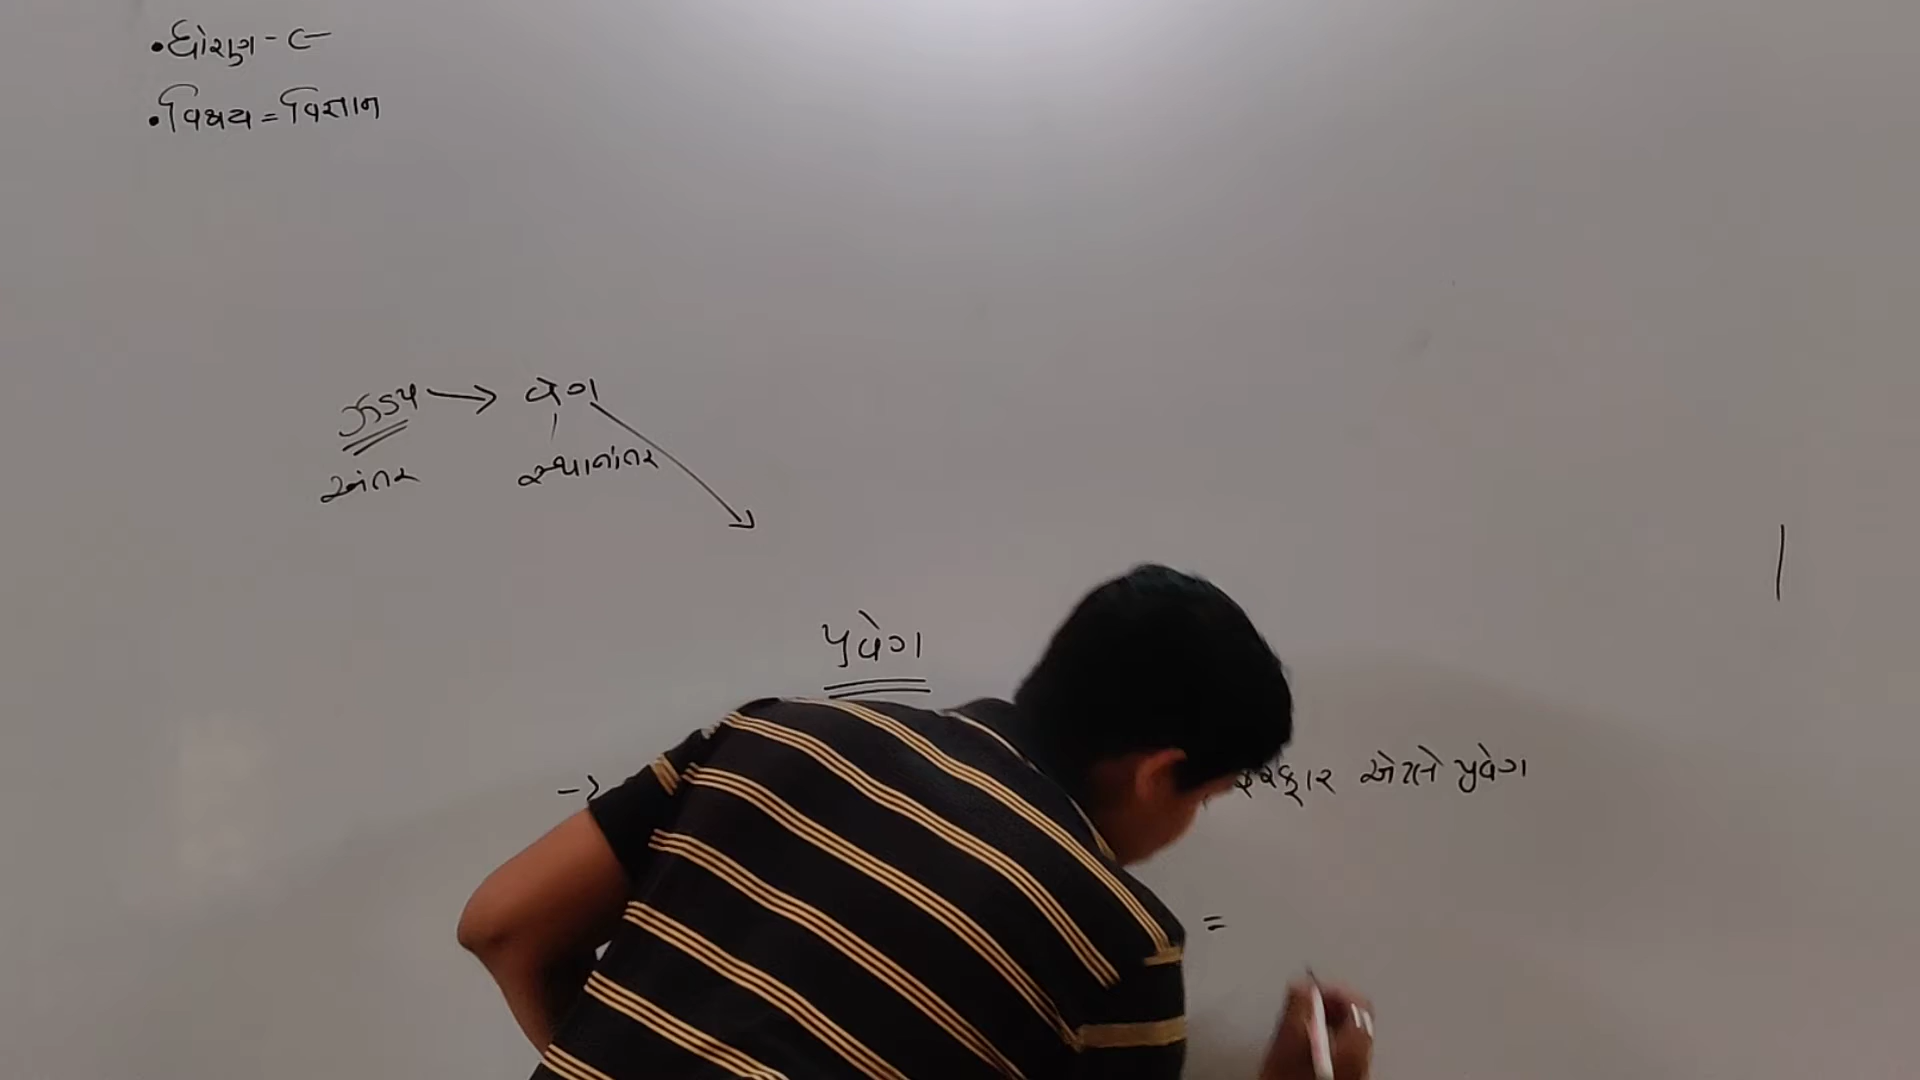 • ધોરણ - ૯
• વિષય = વિજ્ઞાન
ઝડપ → વેગ
અંતર સ્થાનાંતર
પ્રવેગ
→ ફેરફાર એટલે પ્રવેગ
=